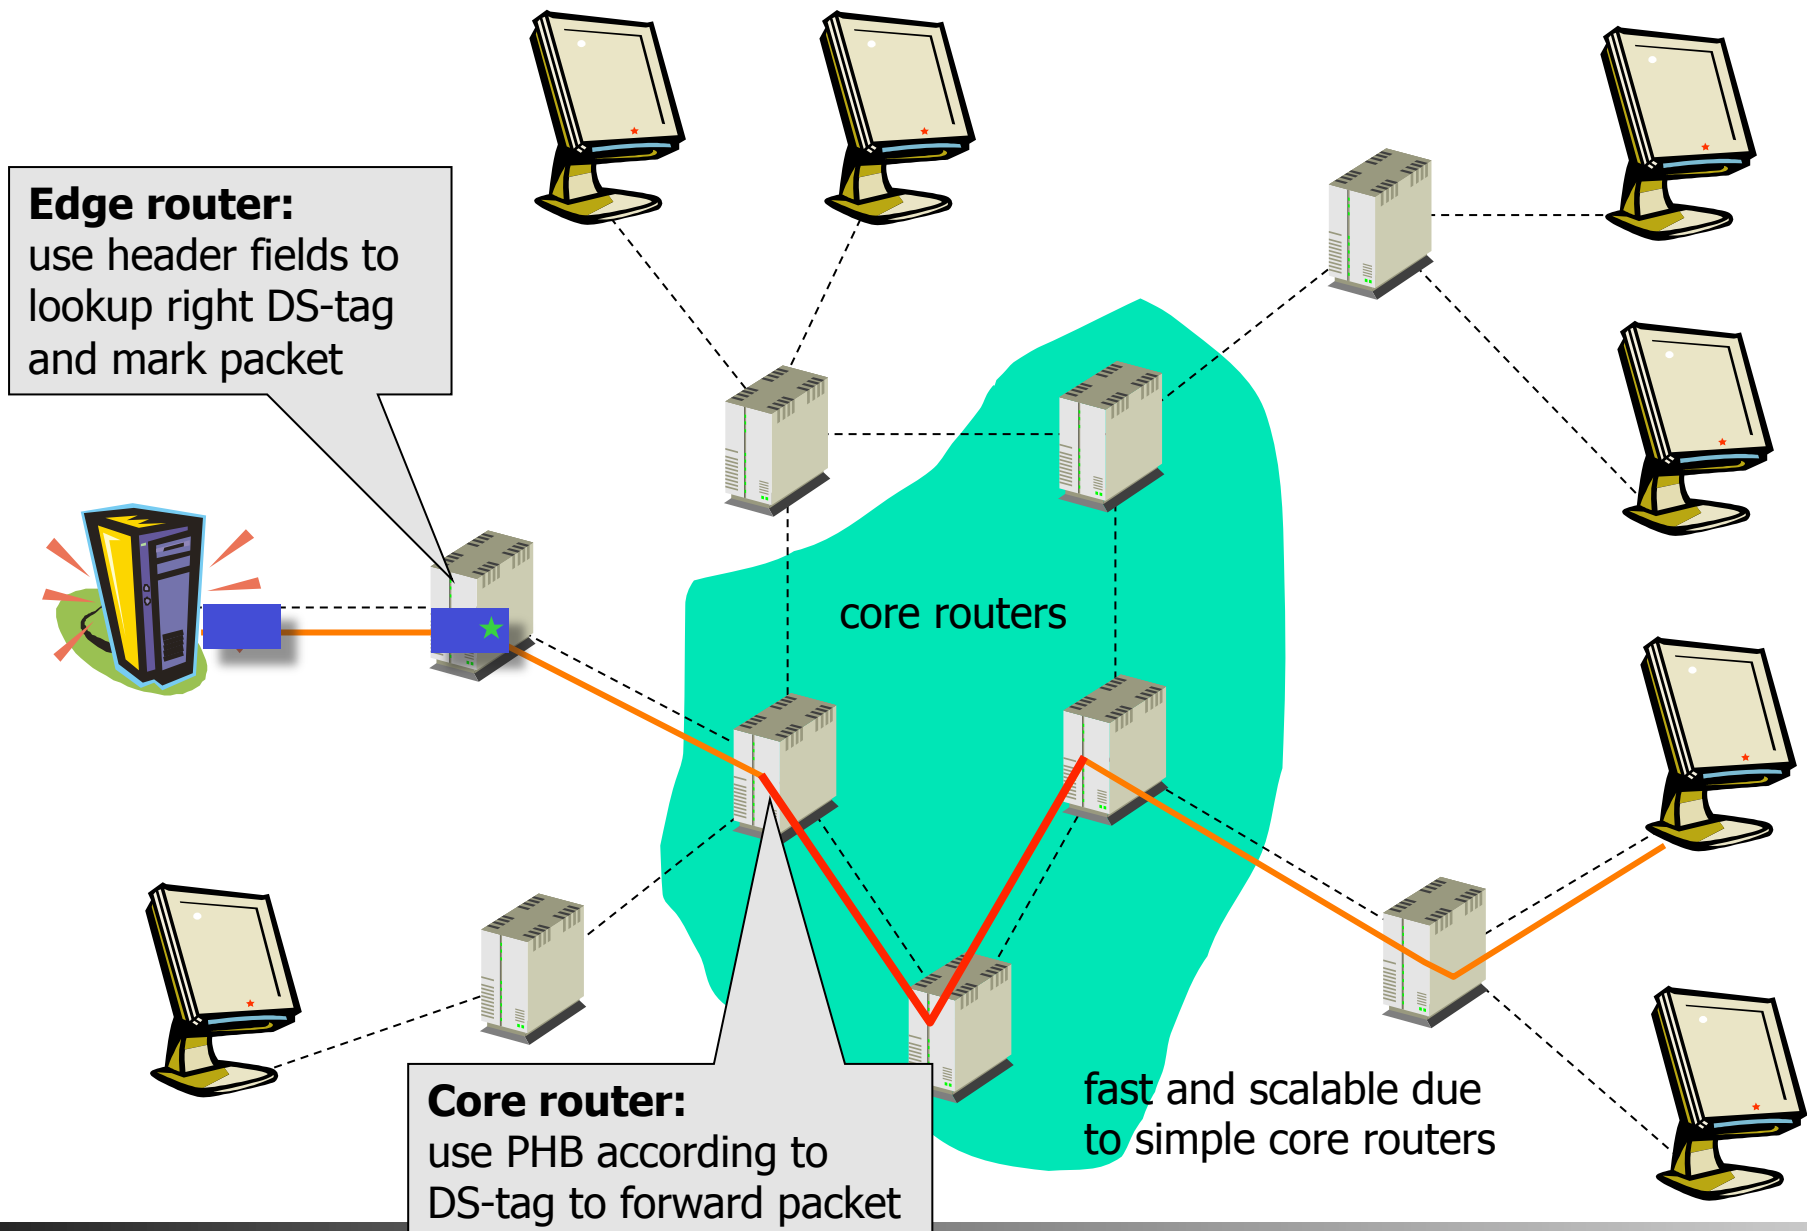 Edge router:
use header fields to
lookup right DS-tag
and mark packet
core routers
Core router:
use PHB according to
DS-tag to forward packet
fast and scalable due
to simple core routers